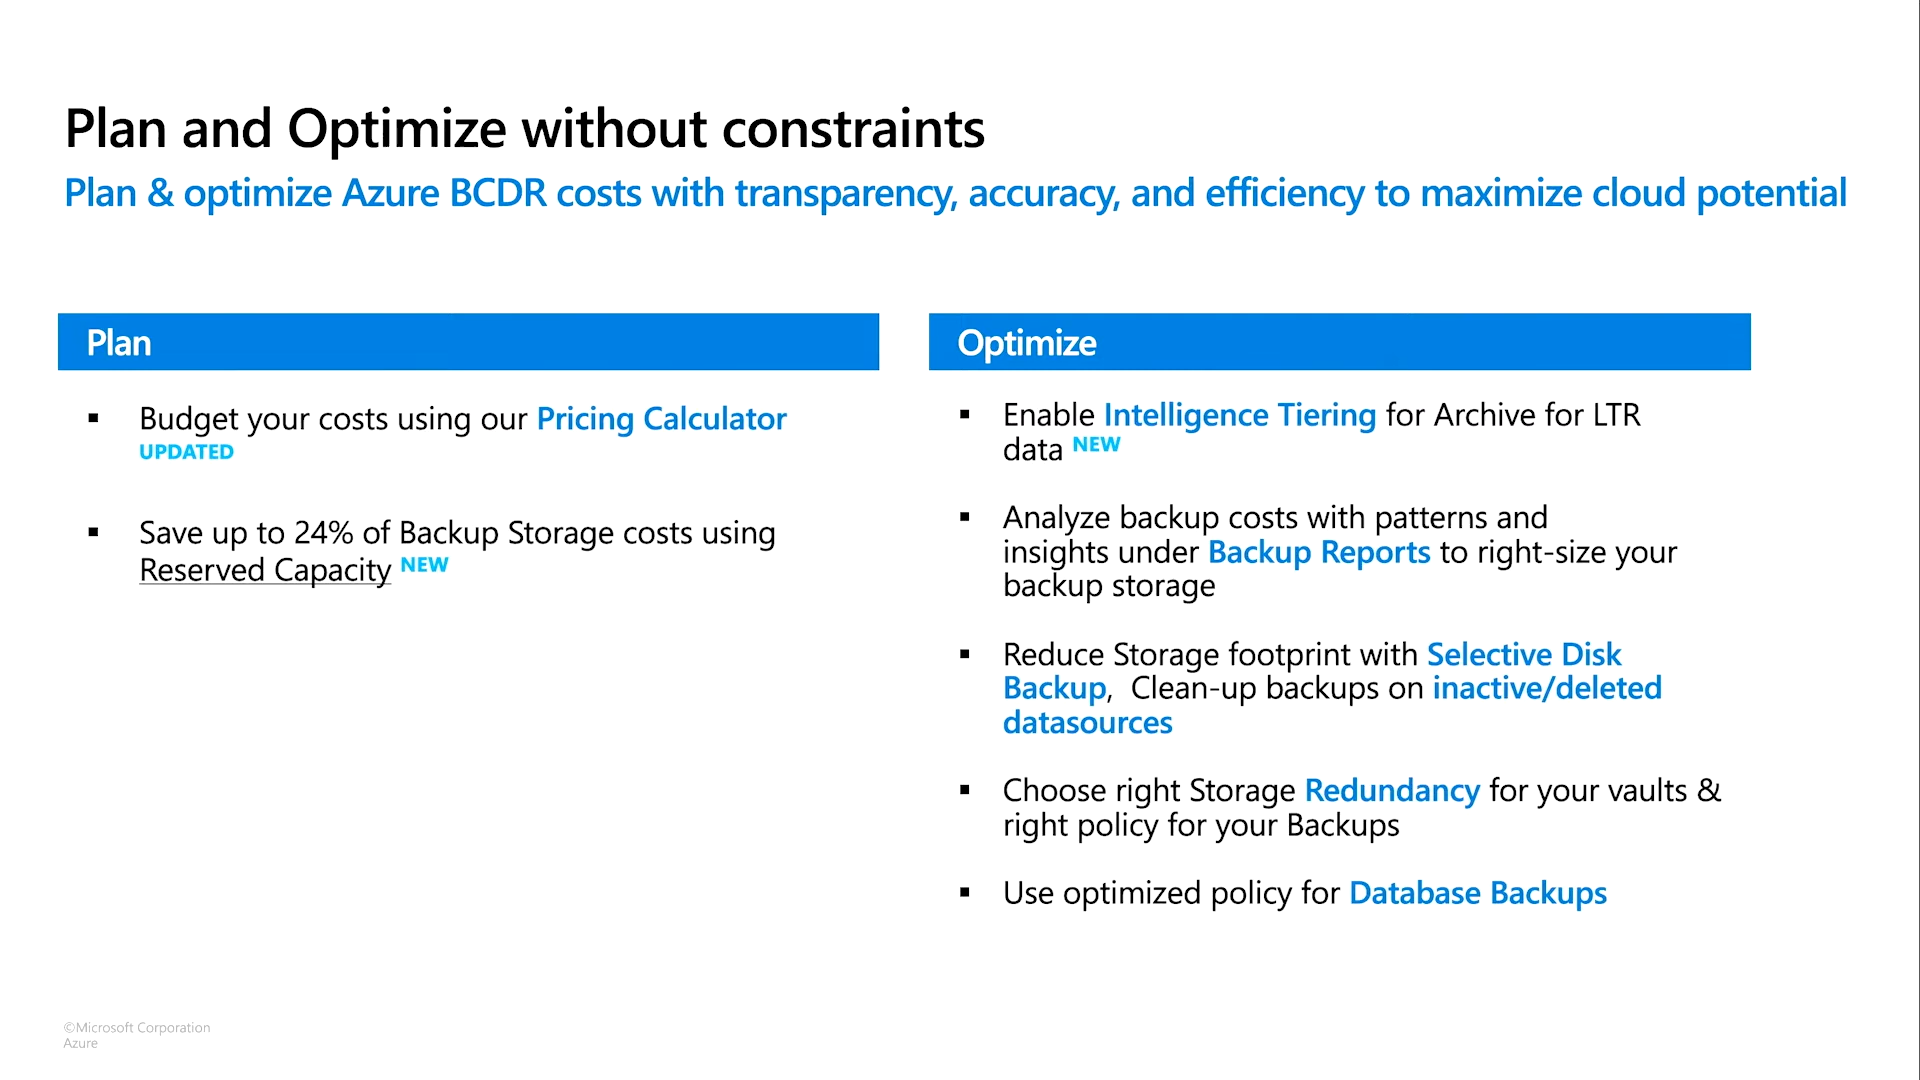 Plan and Optimize without constraints
Plan & optimize Azure BCDR costs with transparency, accuracy, and efficiency to maximize cloud potential
Plan
▪ Budget your costs using our Pricing Calculator
UPDATED
▪ Save up to 24% of Backup Storage costs using
Reserved Capacity NEW
Optimize
▪ Enable Intelligence Tiering for Archive for LTR
data NEW
▪ Analyze backup costs with patterns and
insights under Backup Reports to right-size your
backup storage
▪ Reduce Storage footprint with Selective Disk
Backup, Clean-up backups on inactive/deleted
datasources
▪ Choose right Storage Redundancy for your vaults &
right policy for your Backups
▪ Use optimized policy for Database Backups
©Microsoft Corporation
Azure